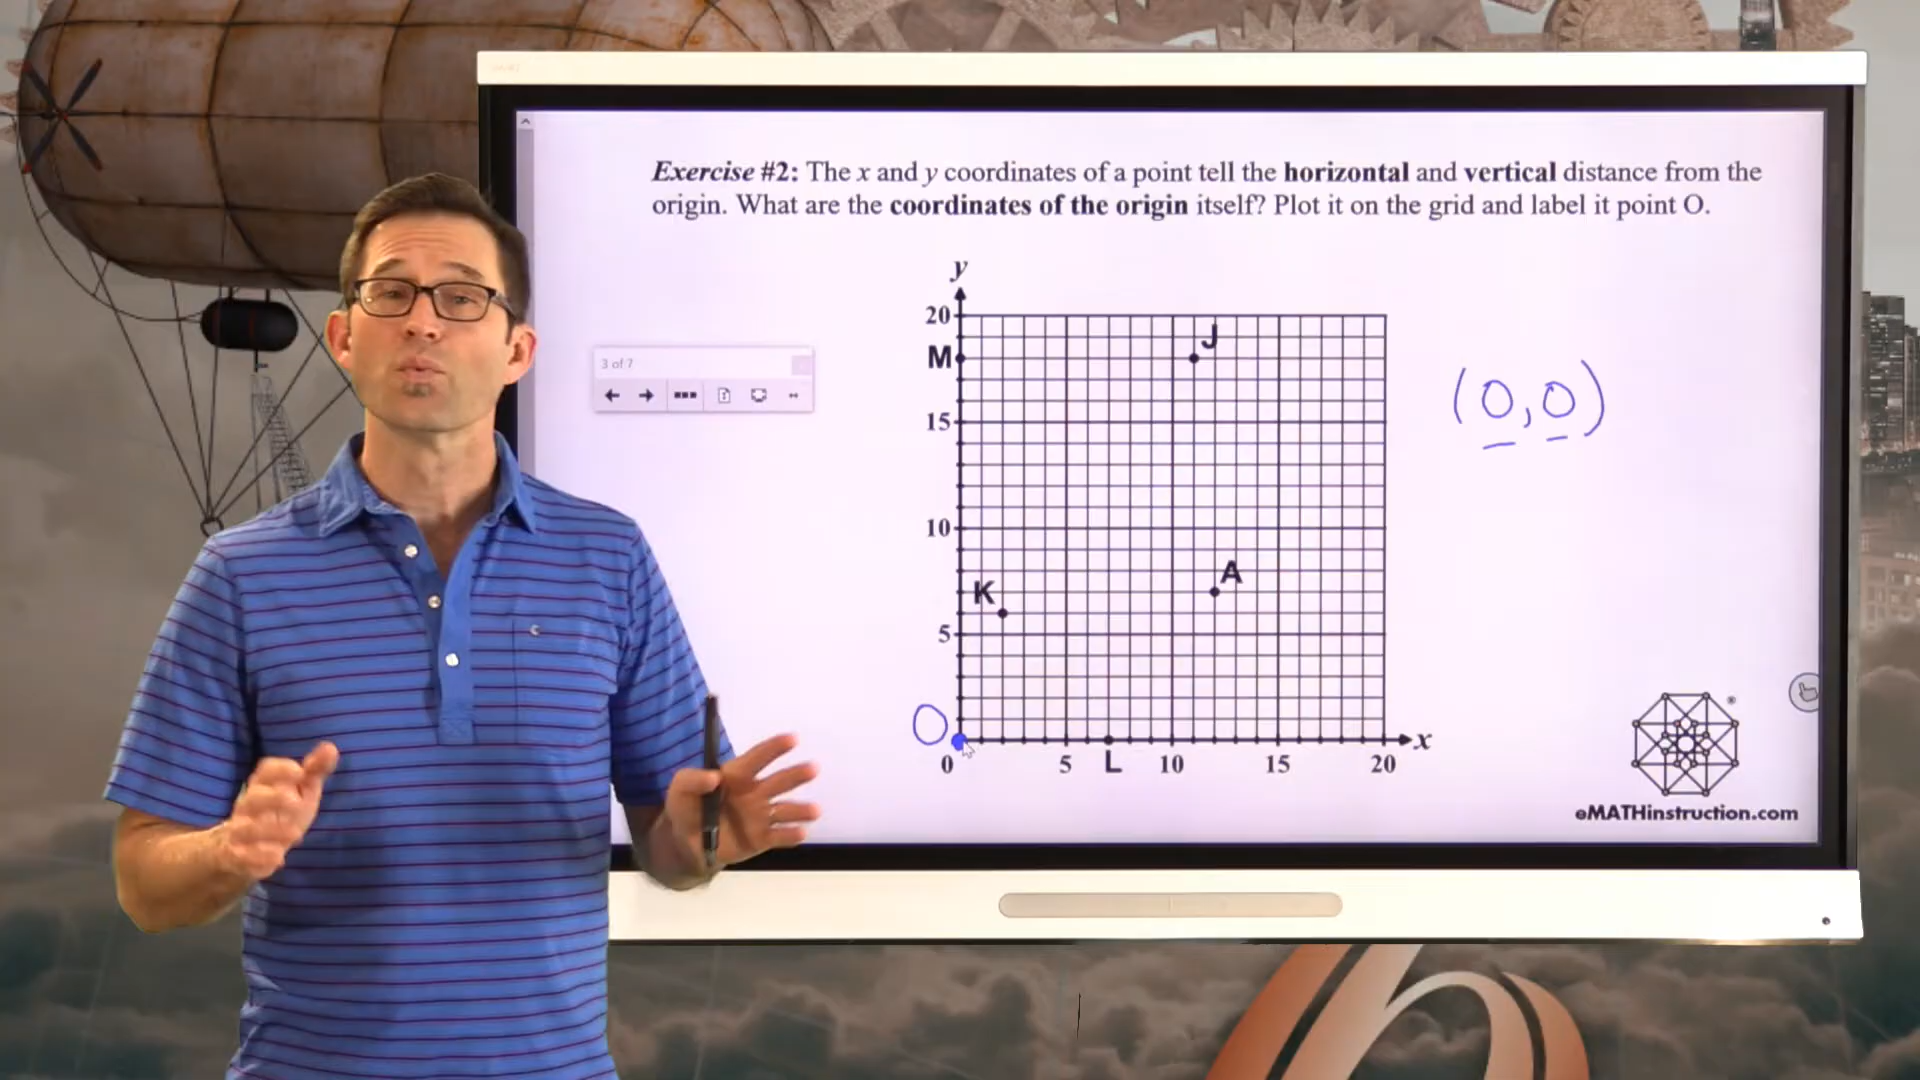 Exercise #2: The x and y coordinates of a point tell the horizontal and vertical distance from the
origin. What are the coordinates of the origin itself? Plot it on the grid and label it point O.
y
20
M
J
3 of 7
(0,0)
15
10
A
K
5
O
x
0 5 L 10 15 20
®
eMATHinstruction.com